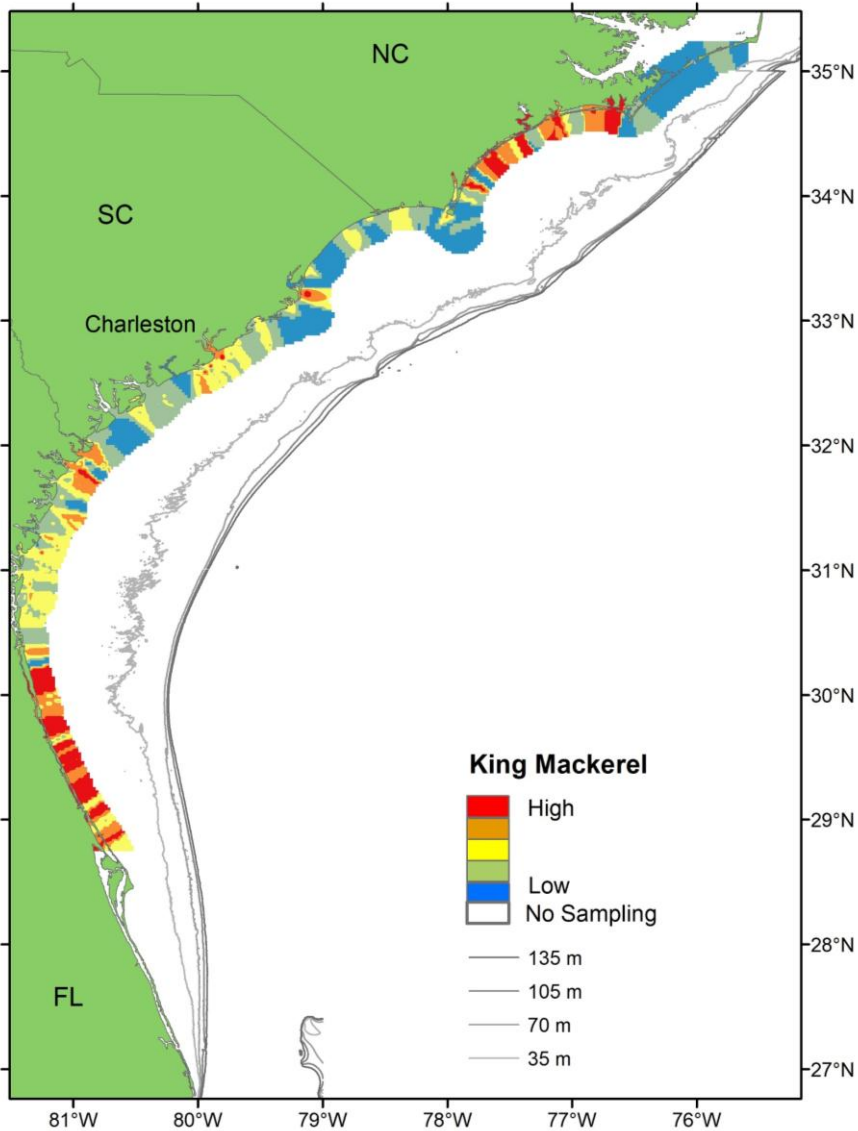 NC
35°N
34°N
SC
33°N
Charleston
32°N
31°N
30°N
King Mackerel
High
29°N
Low
No Sampling
28°N
135 m
105 m
FL
70 m
35 m
27°N
81°W 80°W 79°W 78°W 77°W 76°W